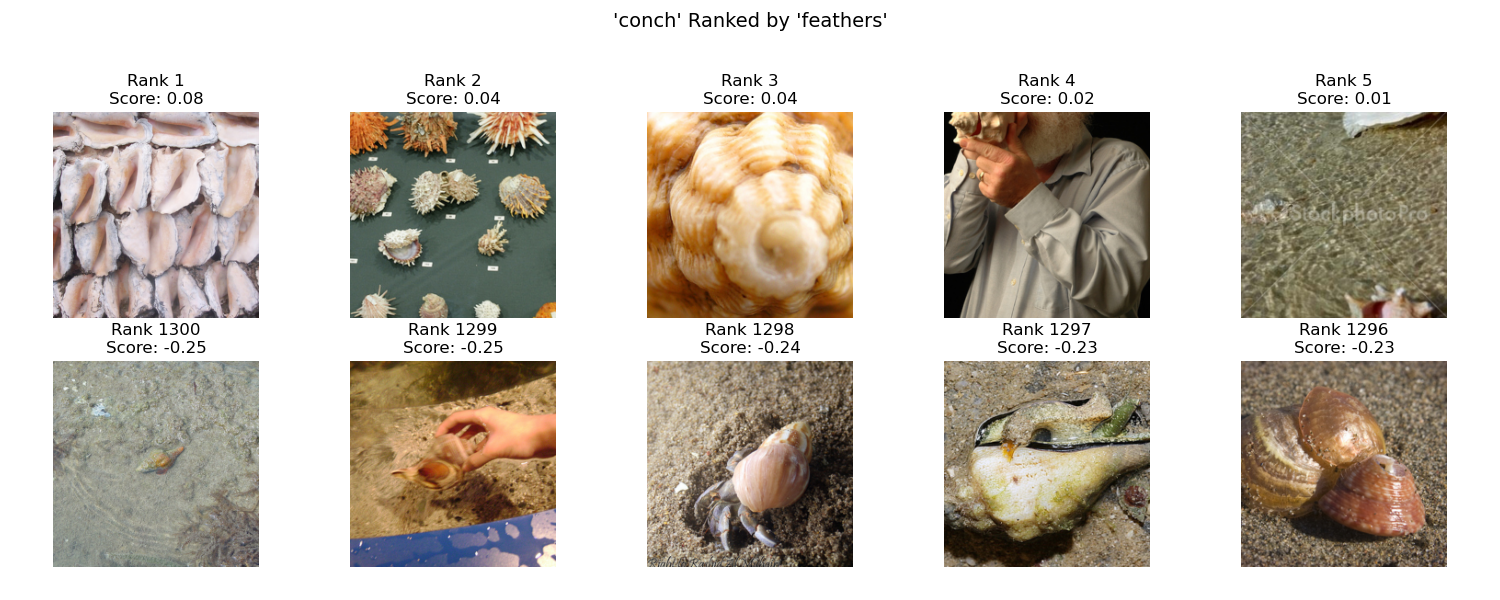 'conch' Ranked by 'feathers'
Rank 1
Score: 0.08
Rank 2
Score: 0.04
Rank 3
Score: 0.04
Rank 4
Score: 0.02
Rank 5
Score: 0.01
iStockphotoPro
Rank 1300
Score: -0.25
Rank 1299
Score: -0.25
Rank 1298
Score: -0.24
Rank 1297
Score: -0.23
Rank 1296
Score: -0.23